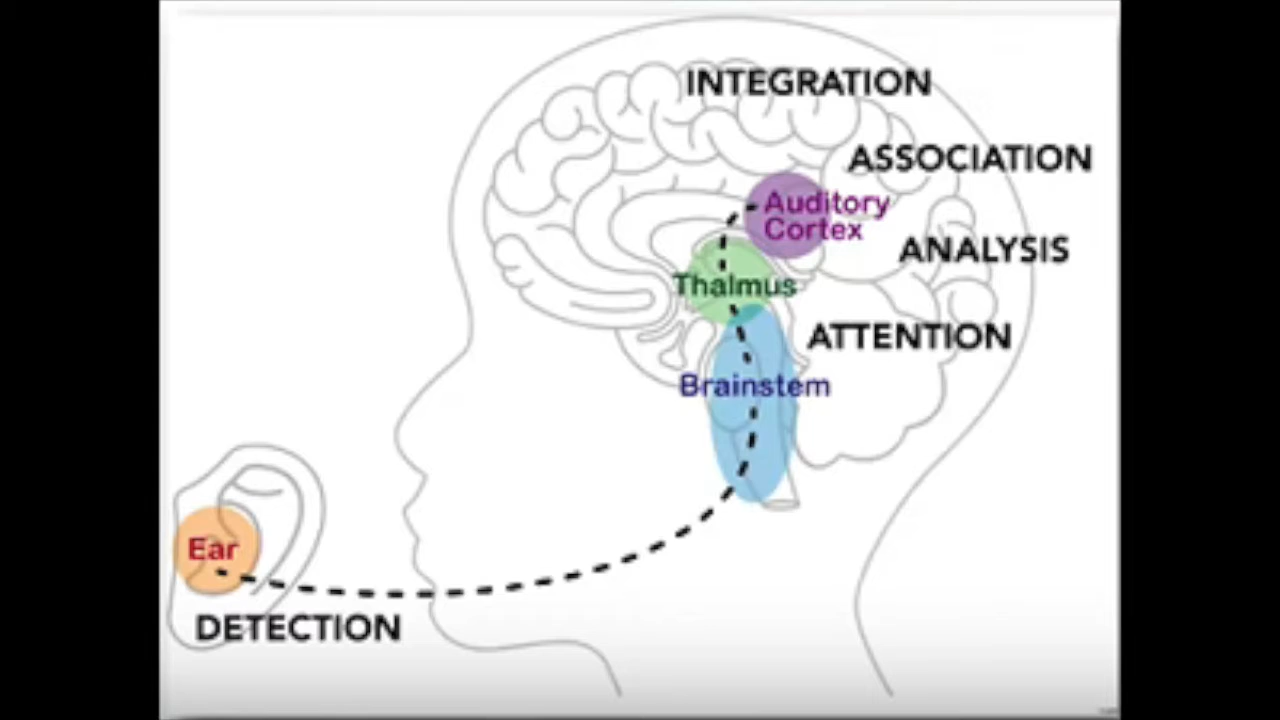 INTEGRATION
ASSOCIATION
Auditory
Cortex
ANALYSIS
Thalmus
ATTENTION
Brainstem
Ear
DETECTION